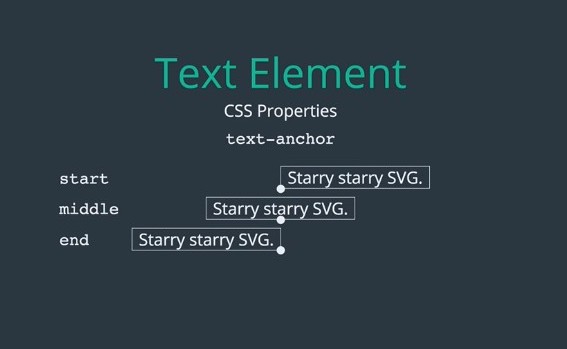 Text Element
CSS Properties
text-anchor
start Starry starry SVG.
middle Starry starry SVG.
end Starry starry SVG.